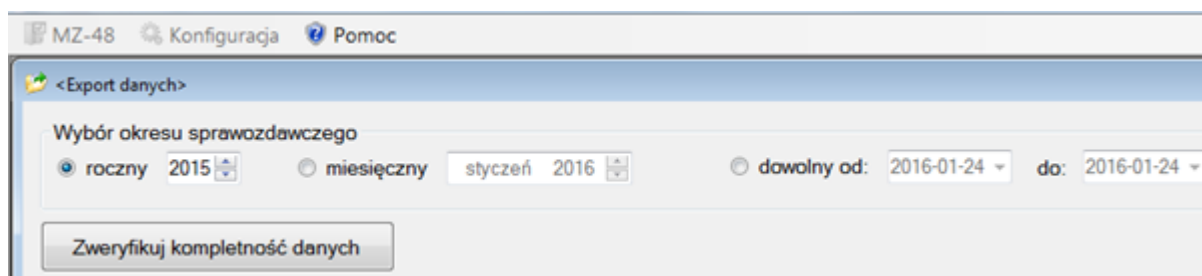 MZ-48 Konfiguracja Pomoc
<Export danych>
Wybór okresu sprawozdawczego
roczny 2015 miesięczny styczeń 2016 dowolny od: 2016-01-24 do: 2016-01-24
Zweryfikuj kompletność danych